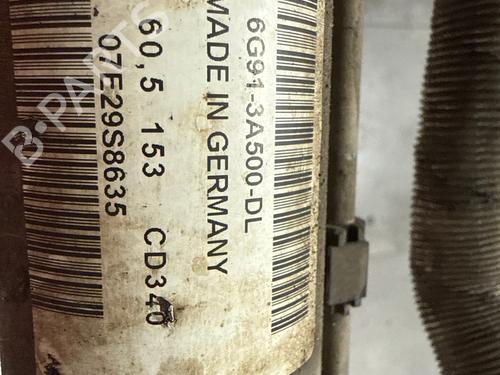 6G91-3A500-DL
MADE IN GERMANY
60,5 153 CD340
07E29S8635
B-PARTS